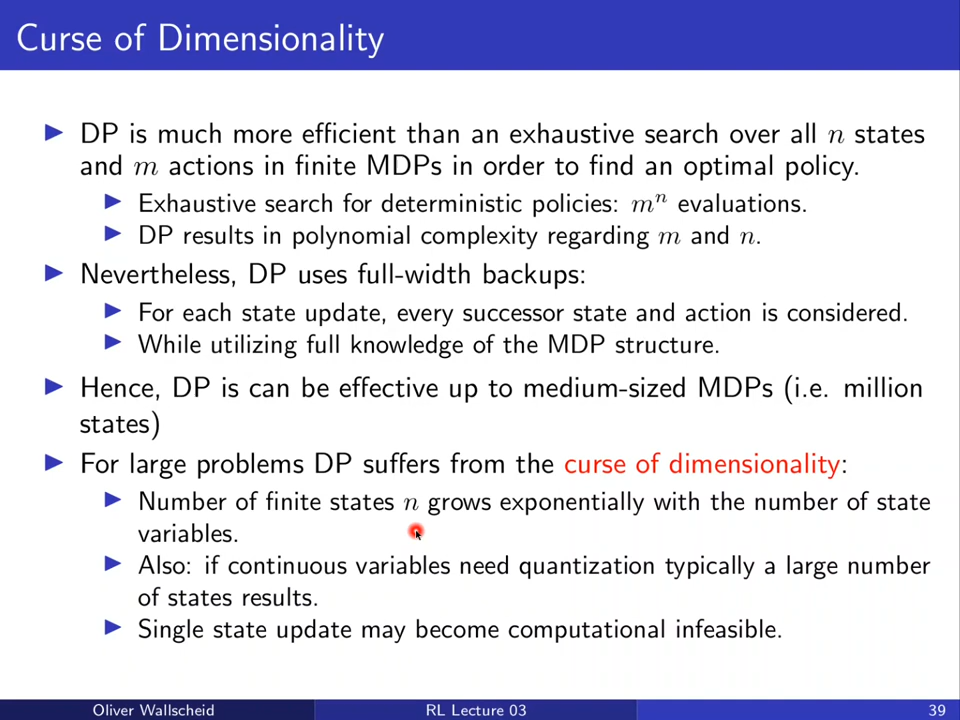 Curse of Dimensionality
DP is much more efficient than an exhaustive search over all n states
and m actions in finite MDPs in order to find an optimal policy.
Exhaustive search for deterministic policies: mⁿ evaluations.
DP results in polynomial complexity regarding m and n.
Nevertheless, DP uses full-width backups:
For each state update, every successor state and action is considered.
While utilizing full knowledge of the MDP structure.
Hence, DP is can be effective up to medium-sized MDPs (i.e. million
states)
For large problems DP suffers from the curse of dimensionality:
Number of finite states n grows exponentially with the number of state
variables.
Also: if continuous variables need quantization typically a large number
of states results.
Single state update may become computational infeasible.
Oliver Wallscheid
RL Lecture 03
39